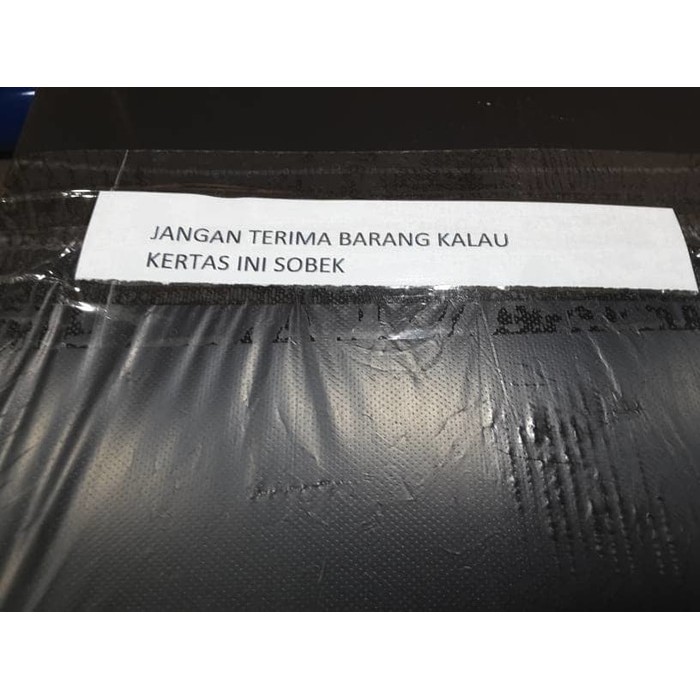 JANGAN TERIMA BARANG KALAU
KERTAS INI SOBEK